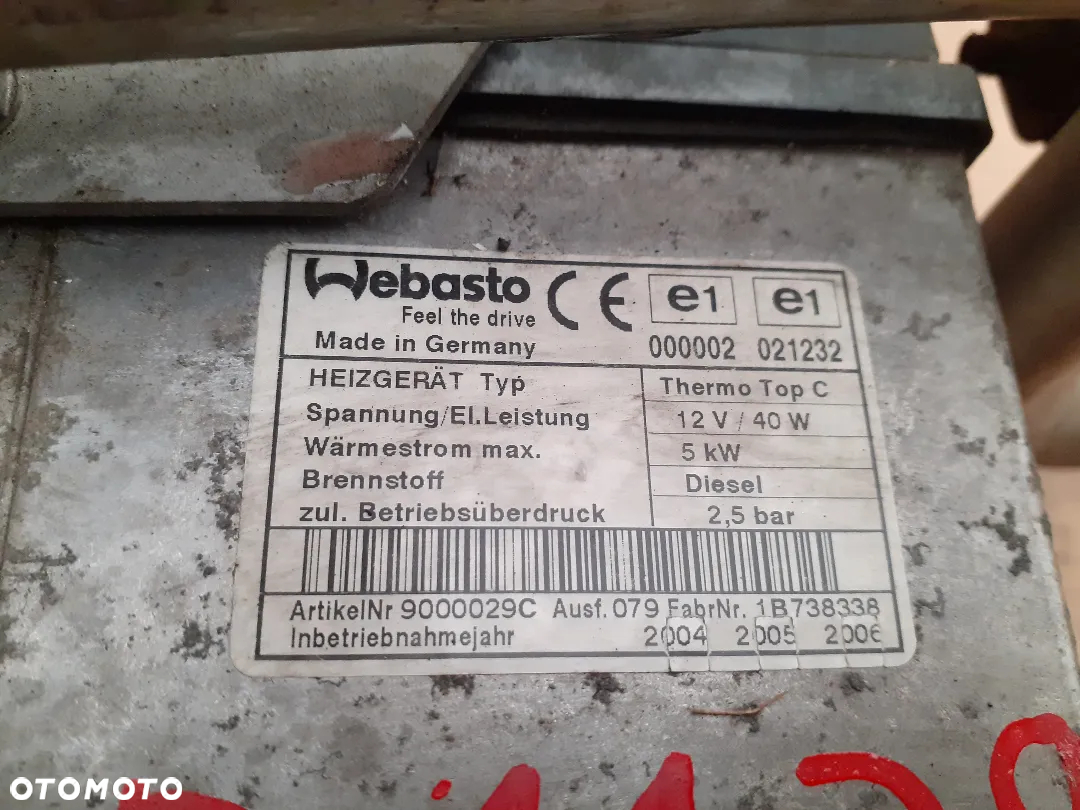 Webasto
Feel the drive
CE e1 e1
Made in Germany 000002 021232
HEIZGERÄT Typ Thermo Top C
Spannung/El.Leistung 12 V / 40 W
Wärmestrom max. 5 kW
Brennstoff Diesel
zul. Betriebsüberdruck 2,5 bar
ArtikelNr 9000029C Ausf. 079 FabrNr. 1B738338
Inbetriebnahmejahr 2004 2005 2006
OTOMOTO